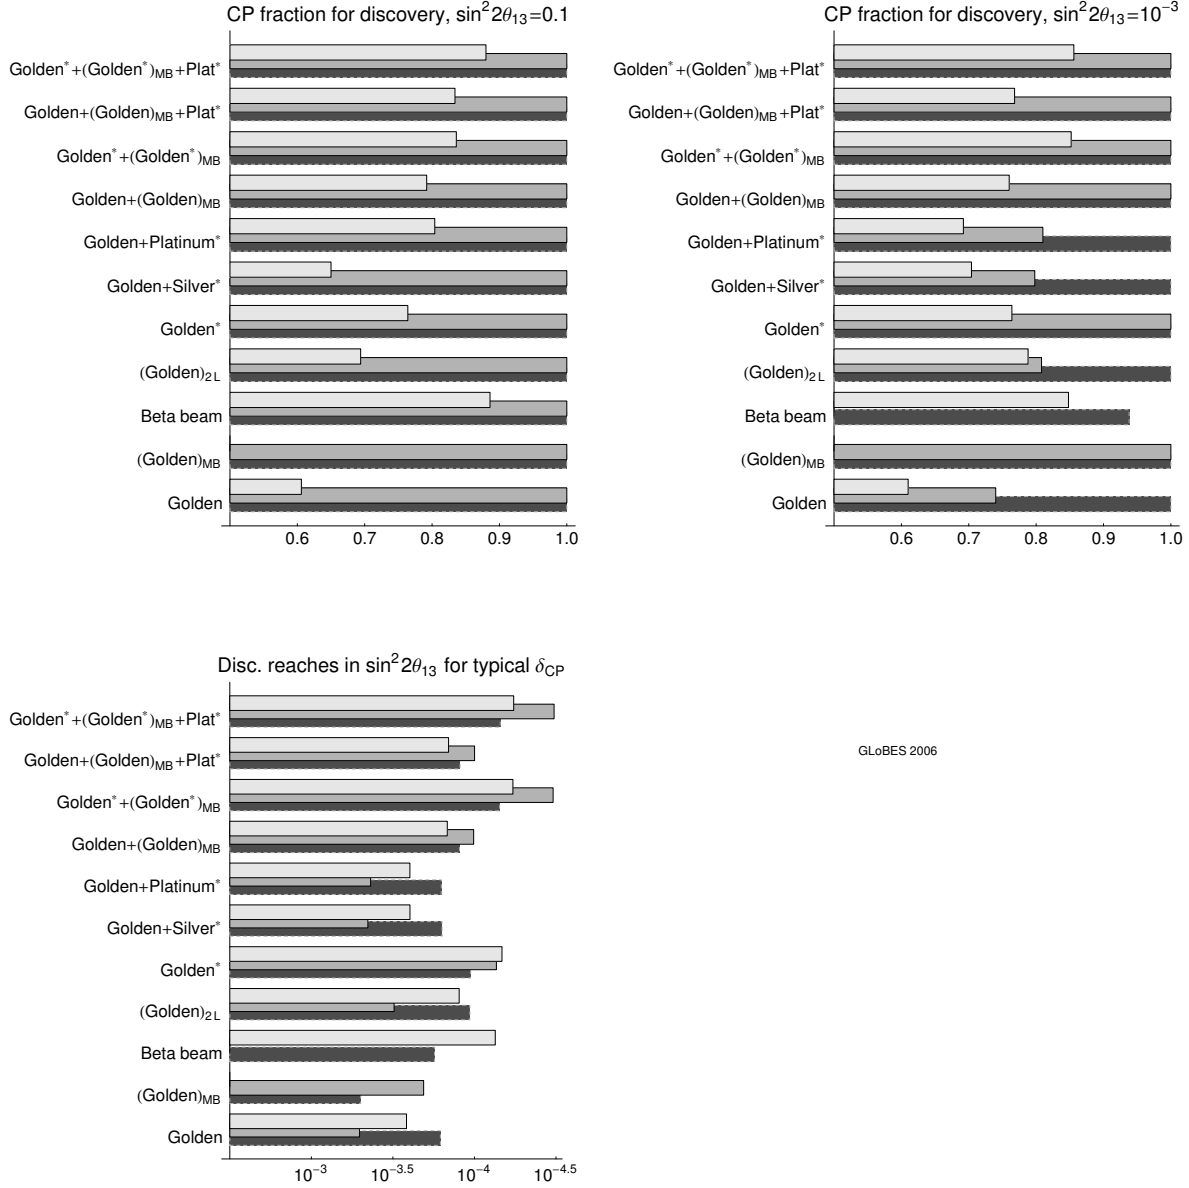 CP fraction for discovery, sin²2θ₁₃=0.1
Golden*+(Golden*)MB+Plat*
Golden+(Golden)MB+Plat*
Golden*+(Golden*)MB
Golden+(Golden)MB
Golden+Platinum*
Golden+Silver*
Golden*
(Golden)2L
Beta beam
(Golden)MB
Golden
0.6 0.7 0.8 0.9 1.0
CP fraction for discovery, sin²2θ₁₃=10⁻³
Golden*+(Golden*)MB+Plat*
Golden+(Golden)MB+Plat*
Golden*+(Golden*)MB
Golden+(Golden)MB
Golden+Platinum*
Golden+Silver*
Golden*
(Golden)2L
Beta beam
(Golden)MB
Golden
0.6 0.7 0.8 0.9 1.0
Disc. reaches in sin²2θ₁₃ for typical δCP
Golden*+(Golden*)MB+Plat*
Golden+(Golden)MB+Plat*
Golden*+(Golden*)MB
Golden+(Golden)MB
Golden+Platinum*
Golden+Silver*
Golden*
(Golden)2L
Beta beam
(Golden)MB
Golden
10⁻³ 10⁻³·⁵ 10⁻⁴ 10⁻⁴·⁵
GLoBES 2006